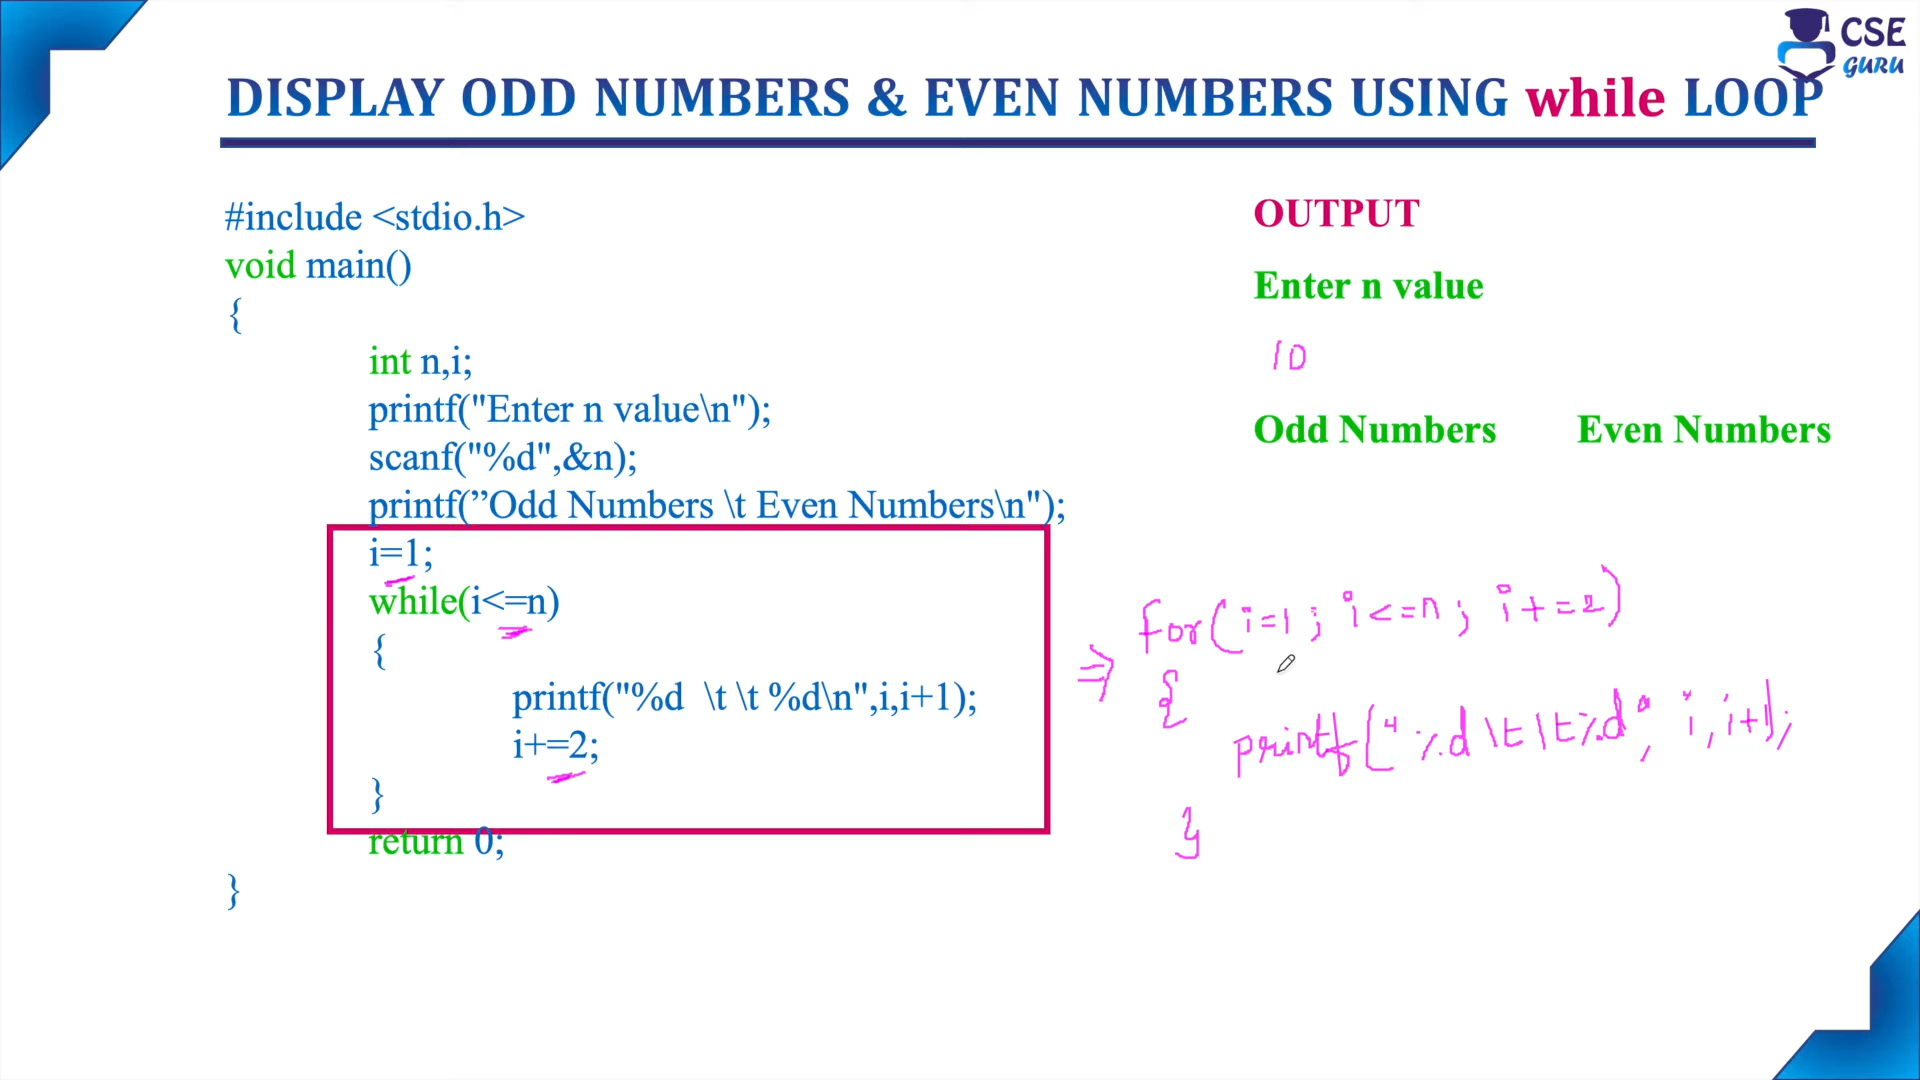 CSE
GURU
DISPLAY ODD NUMBERS & EVEN NUMBERS USING while LOOP
#include <stdio.h>
void main()
{
int n,i;
printf("Enter n value\n");
scanf("%d",&n);
printf(”Odd Numbers \t Even Numbers\n");
i=1;
while(i<=n)
{
printf("%d  \t \t %d\n",i,i+1);
i+=2;
}
return 0;
}
OUTPUT
Enter n value
10
Odd Numbers Even Numbers
⇒ for(i=1; i<=n; i+=2)
{
printf("%d \t \t %d", i, i+1);
}